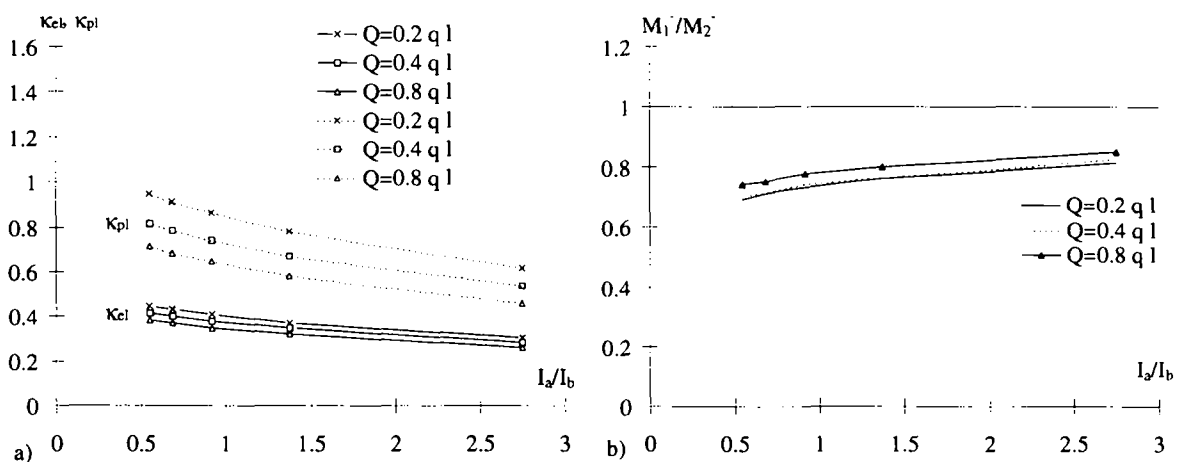 κel, κpl
1.6
1.4
1.2
1
0.8
0.6
0.4
0.2
0
κpl
κel
Q=0.2 q l
Q=0.4 q l
Q=0.8 q l
Q=0.2 q l
Q=0.4 q l
Q=0.8 q l
Ia/Ib
0 0.5 1 1.5 2 2.5 3
a)
M1-/M2-
1.2
1
0.8
0.6
0.4
0.2
0
Q=0.2 q l
Q=0.4 q l
Q=0.8 q l
Ia/Ib
0 0.5 1 1.5 2 2.5 3
b)